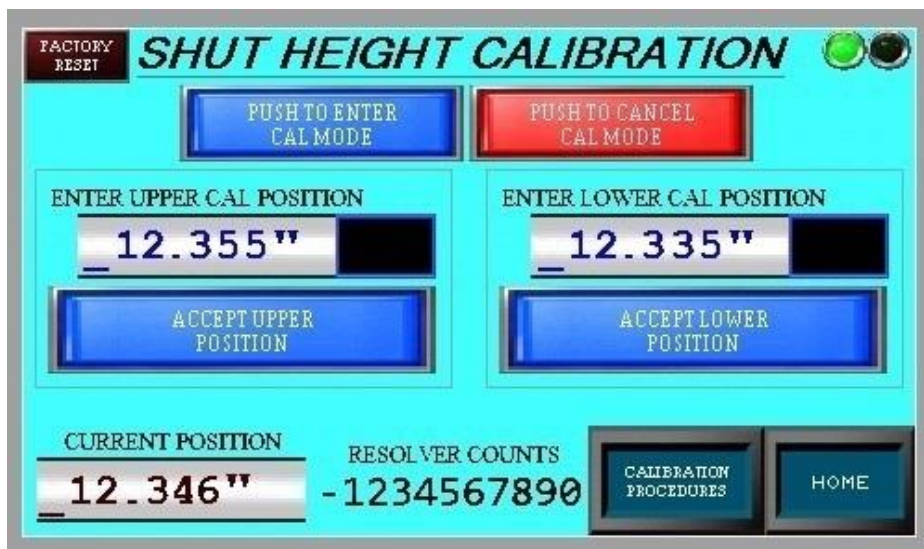 FACTORY
RESET
SHUT HEIGHT CALIBRATION
PUSH TO ENTER
CAL MODE
PUSH TO CANCEL
CAL MODE
ENTER UPPER CAL POSITION
_12.355"
ACCEPT UPPER
POSITION
ENTER LOWER CAL POSITION
_12.335"
ACCEPT LOWER
POSITION
CURRENT POSITION
_12.346"
RESOLVER COUNTS
-1234567890
CALIBRATION
PROCEDURES
HOME